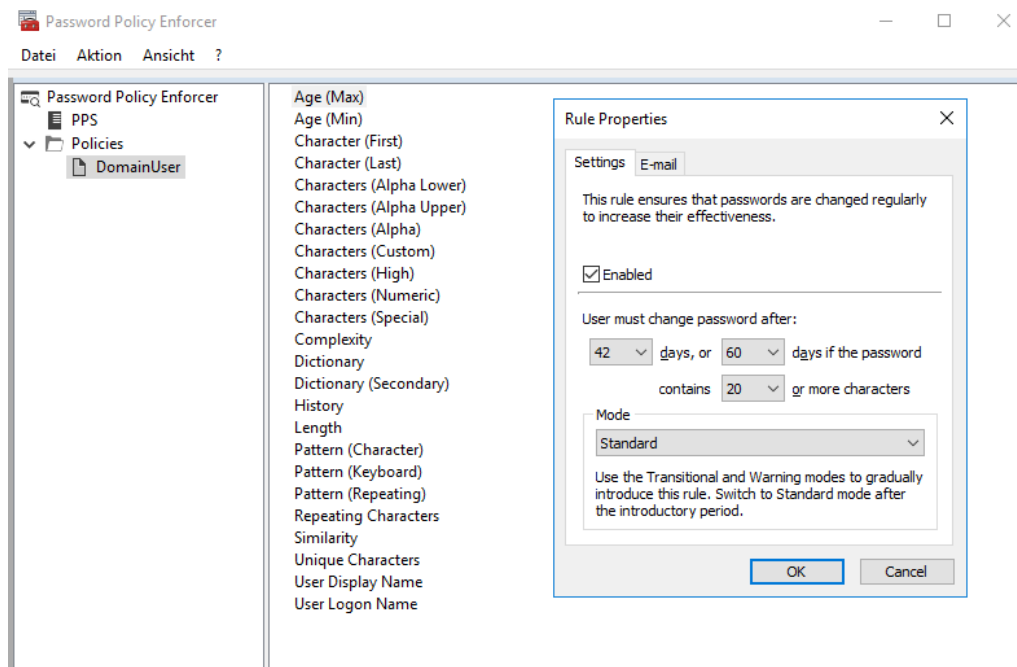 Password Policy Enforcer
Datei Aktion Ansicht ?
Password Policy Enforcer
PPS
Policies
DomainUser
Age (Max)
Age (Min)
Character (First)
Character (Last)
Characters (Alpha Lower)
Characters (Alpha Upper)
Characters (Alpha)
Characters (Custom)
Characters (High)
Characters (Numeric)
Characters (Special)
Complexity
Dictionary
Dictionary (Secondary)
History
Length
Pattern (Character)
Pattern (Keyboard)
Pattern (Repeating)
Repeating Characters
Similarity
Unique Characters
User Display Name
User Logon Name
Rule Properties
Settings E-mail
This rule ensures that passwords are changed regularly
to increase their effectiveness.
Enabled
User must change password after:
42 days, or 60 days if the password
contains 20 or more characters
Mode
Standard
Use the Transitional and Warning modes to gradually
introduce this rule. Switch to Standard mode after
the introductory period.
OK Cancel